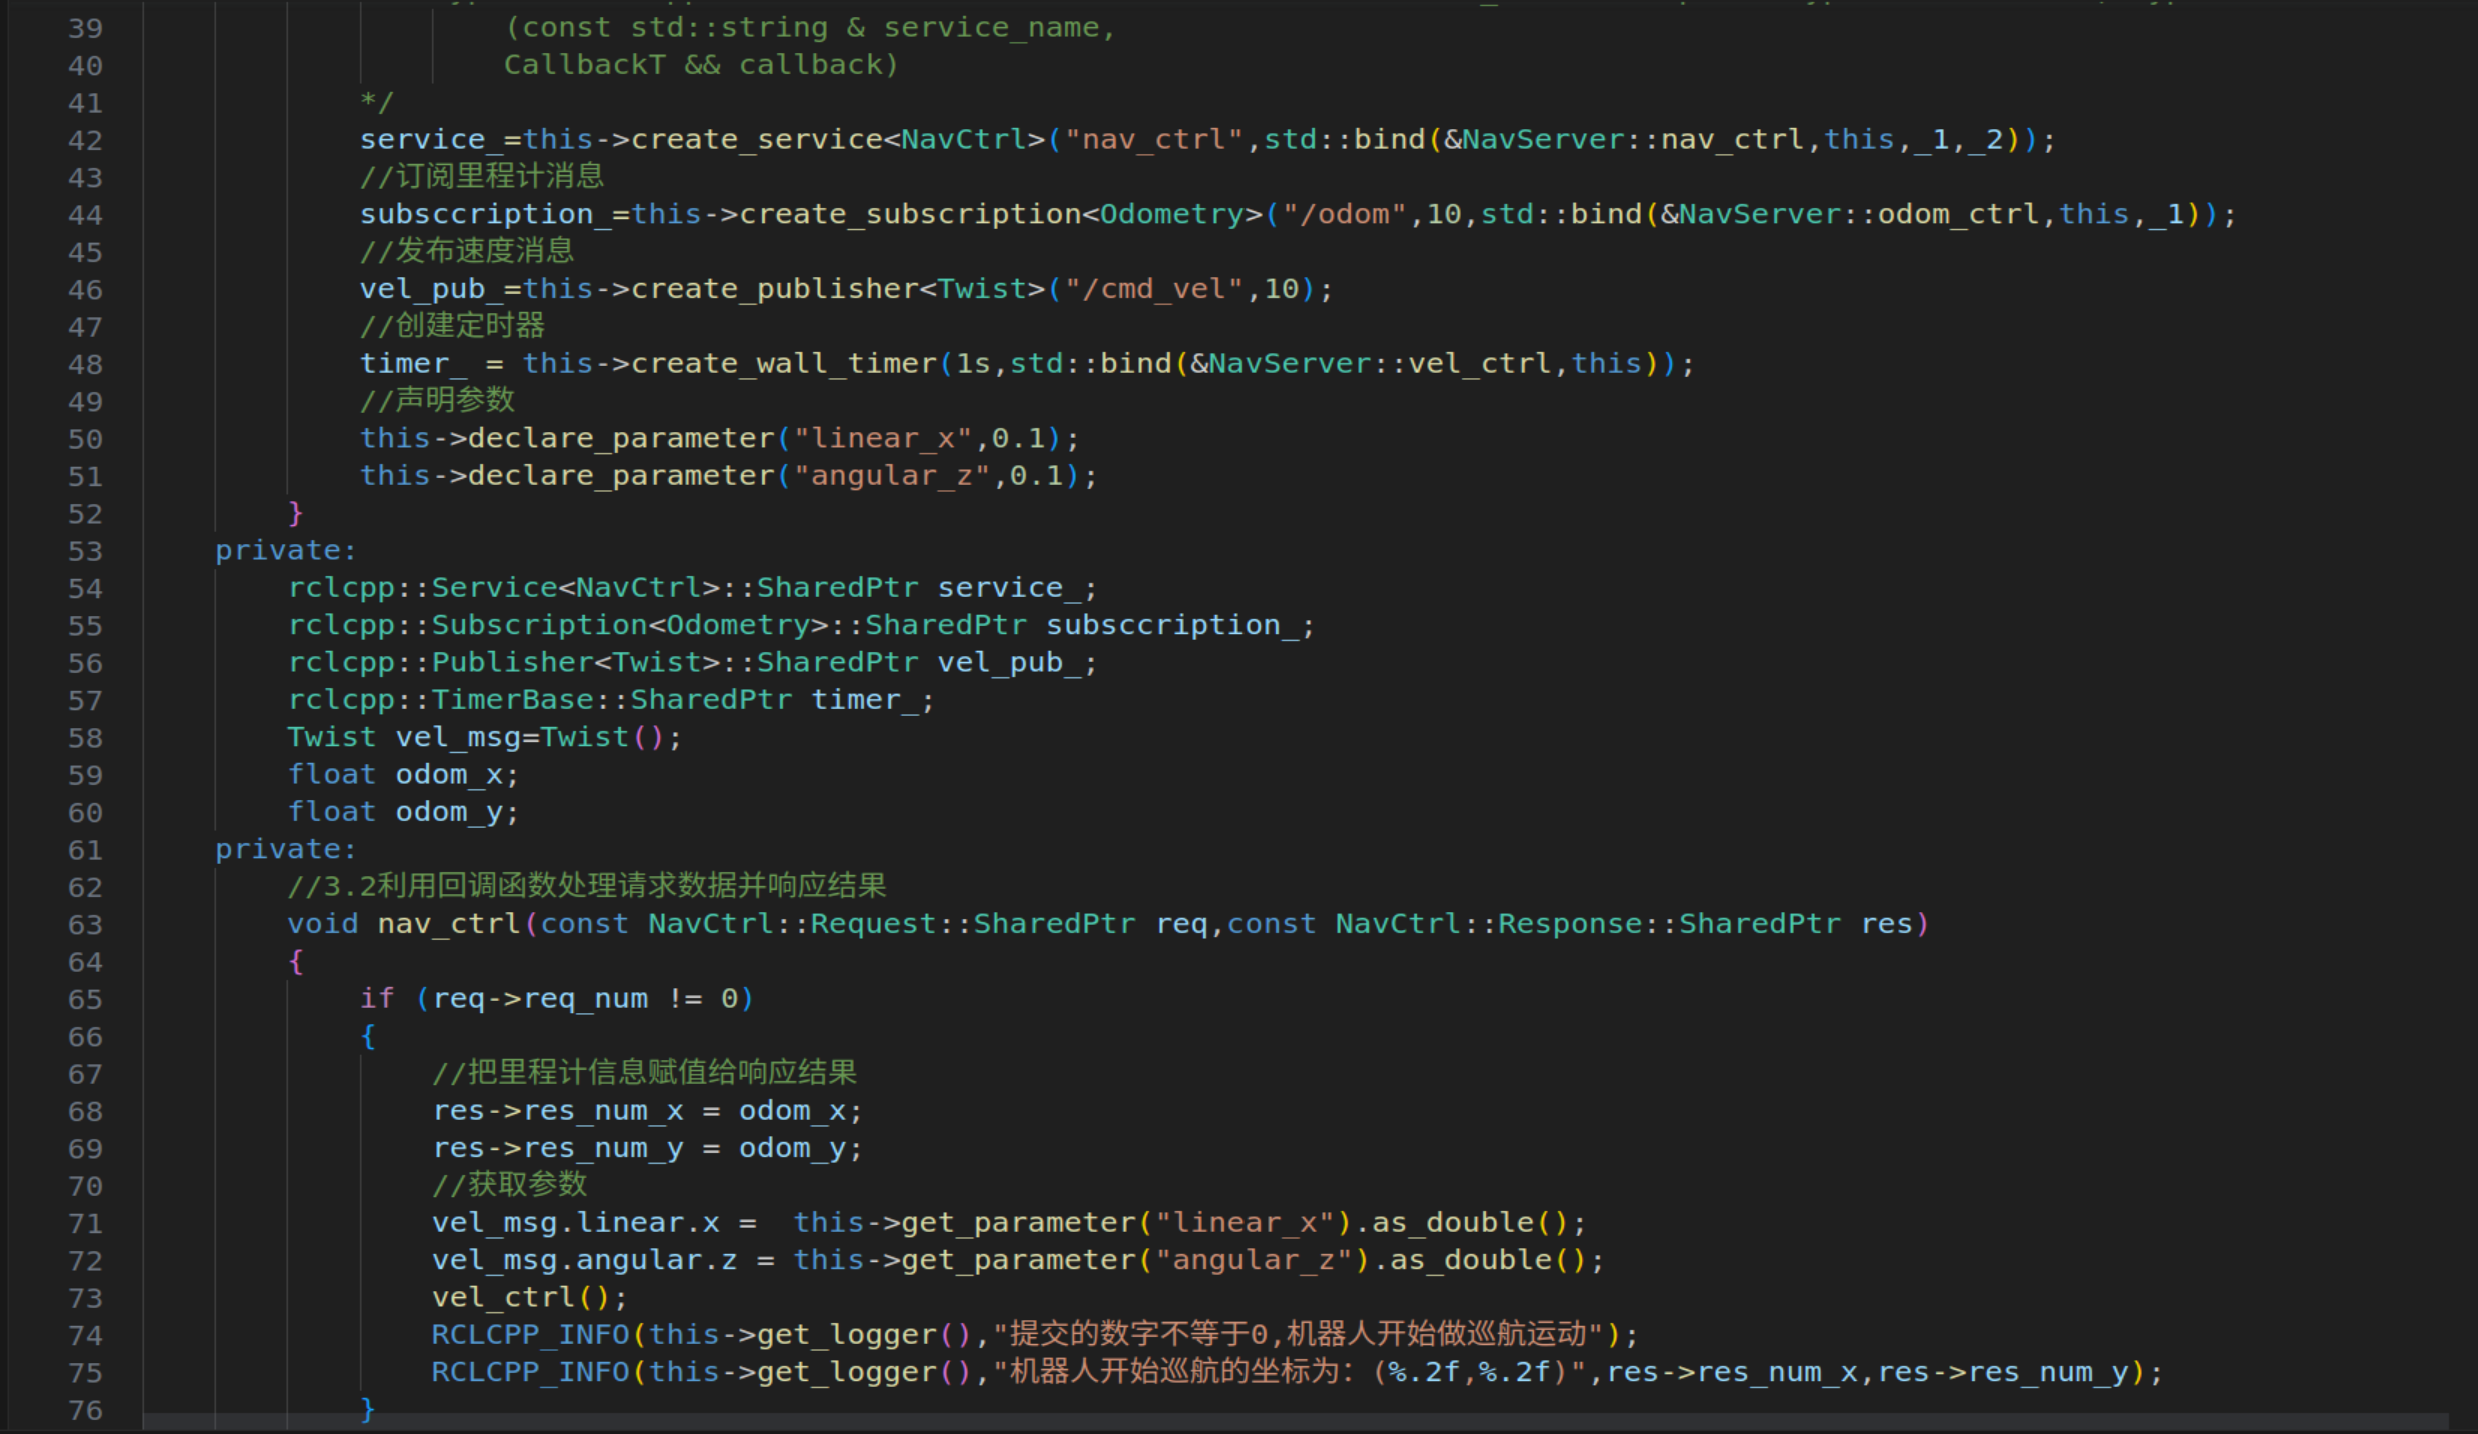 39 (const std::string & service_name,
40 CallbackT && callback)
41 */
42 service_=this->create_service<NavCtrl>("nav_ctrl",std::bind(&NavServer::nav_ctrl,this,_1,_2));
43 //订阅里程计消息
44 subsccription_=this->create_subscription<Odometry>("/odom",10,std::bind(&NavServer::odom_ctrl,this,_1));
45 //发布速度消息
46 vel_pub_=this->create_publisher<Twist>("/cmd_vel",10);
47 //创建定时器
48 timer_ = this->create_wall_timer(1s,std::bind(&NavServer::vel_ctrl,this));
49 //声明参数
50 this->declare_parameter("linear_x",0.1);
51 this->declare_parameter("angular_z",0.1);
52 }
53 private:
54 rclcpp::Service<NavCtrl>::SharedPtr service_;
55 rclcpp::Subscription<Odometry>::SharedPtr subsccription_;
56 rclcpp::Publisher<Twist>::SharedPtr vel_pub_;
57 rclcpp::TimerBase::SharedPtr timer_;
58 Twist vel_msg=Twist();
59 float odom_x;
60 float odom_y;
61 private:
62 //3.2利用回调函数处理请求数据并响应结果
63 void nav_ctrl(const NavCtrl::Request::SharedPtr req,const NavCtrl::Response::SharedPtr res)
64 {
65 if (req->req_num != 0)
66 {
67 //把里程计信息赋值给响应结果
68 res->res_num_x = odom_x;
69 res->res_num_y = odom_y;
70 //获取参数
71 vel_msg.linear.x =  this->get_parameter("linear_x").as_double();
72 vel_msg.angular.z = this->get_parameter("angular_z").as_double();
73 vel_ctrl();
74 RCLCPP_INFO(this->get_logger(),"提交的数字不等于0,机器人开始做巡航运动");
75 RCLCPP_INFO(this->get_logger(),"机器人开始巡航的坐标为：(%.2f,%.2f)",res->res_num_x,res->res_num_y);
76 }